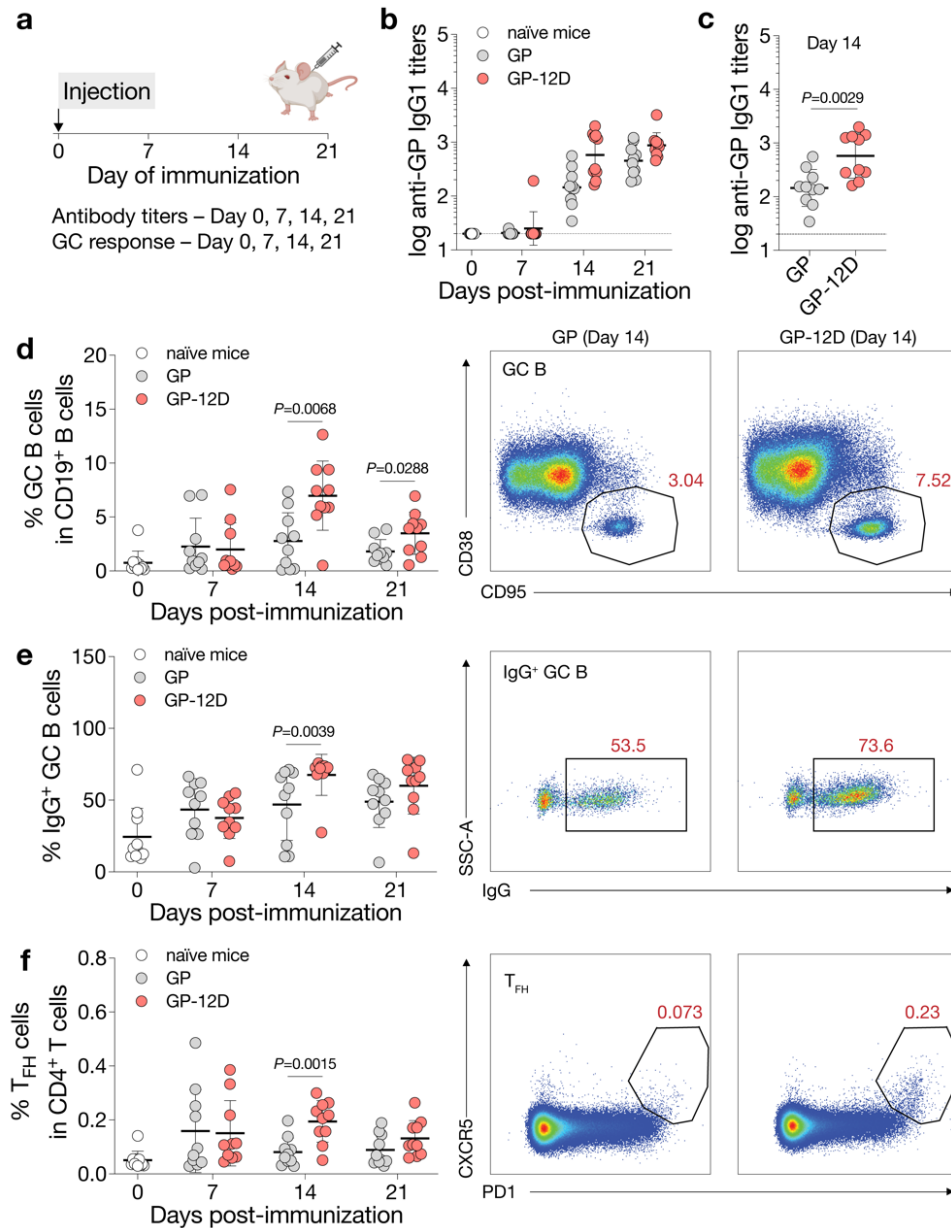 a
Injection
0 7 14 21
Day of immunization
Antibody titers – Day 0, 7, 14, 21
GC response – Day 0, 7, 14, 21
b
naïve mice
GP
GP-12D
log anti-GP IgG1 titers
5
4
3
2
1
0 7 14 21
Days post-immunization
c
Day 14
P=0.0029
log anti-GP IgG1 titers
5
4
3
2
1
GP
GP-12D
d
naïve mice
GP
GP-12D
% GC B cells
in CD19+ B cells
20
15
10
5
0
P=0.0068
P=0.0288
0 7 14 21
Days post-immunization
GP (Day 14)
GC B
3.04
GP-12D (Day 14)
7.52
CD38
CD95
e
naïve mice
GP
GP-12D
% IgG+ GC B cells
150
100
50
0
P=0.0039
0 7 14 21
Days post-immunization
IgG+ GC B
53.5
73.6
SSC-A
IgG
f
naïve mice
GP
GP-12D
% TFH cells
in CD4+ T cells
0.8
0.6
0.4
0.2
0.0
P=0.0015
0 7 14 21
Days post-immunization
TFH
0.073
0.23
CXCR5
PD1